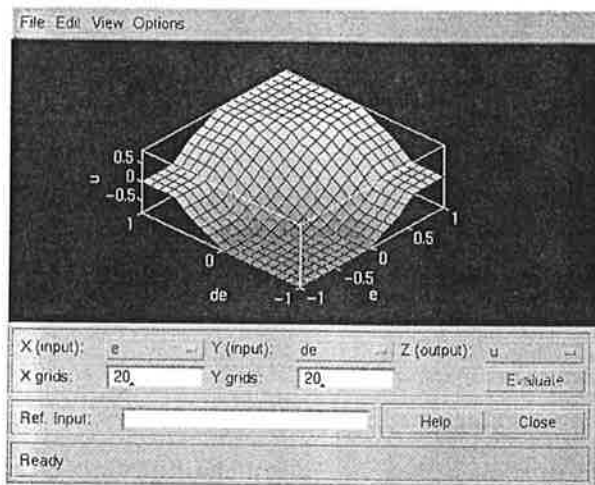 File Edit View Options
0.5
0
-0.5
u
1
0
-1
de
-1
-0.5
0
0.5
1
e
X (input): e Y (input): de Z (output): u
X grids: 20 Y grids: 20 Evaluate
Ref. Input: Help Close
Ready